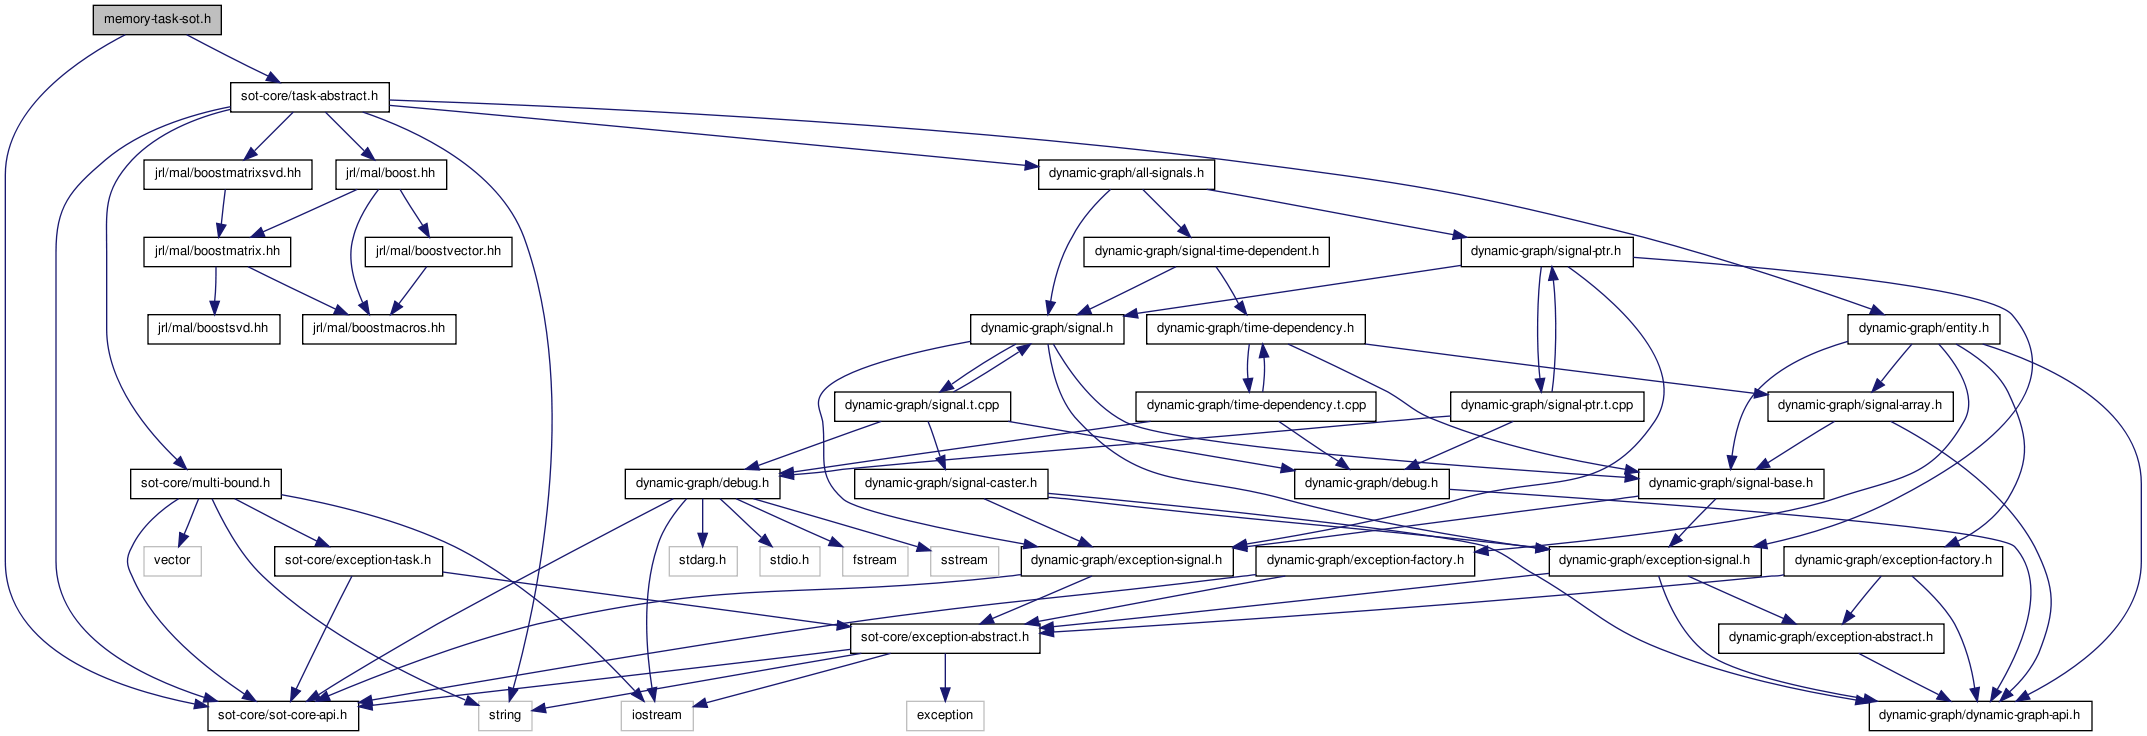 memory-task-sot.h
sot-core/task-abstract.h
jrl/mal/boostmatrixsvd.hh
jrl/mal/boost.hh
dynamic-graph/all-signals.h
jrl/mal/boostmatrix.hh
jrl/mal/boostvector.hh
dynamic-graph/signal-time-dependent.h
dynamic-graph/signal-ptr.h
jrl/mal/boostsvd.hh
jrl/mal/boostmacros.hh
dynamic-graph/signal.h
dynamic-graph/time-dependency.h
dynamic-graph/entity.h
dynamic-graph/signal.t.cpp
dynamic-graph/time-dependency.t.cpp
dynamic-graph/signal-ptr.t.cpp
dynamic-graph/signal-array.h
sot-core/multi-bound.h
dynamic-graph/debug.h
dynamic-graph/signal-caster.h
dynamic-graph/debug.h
dynamic-graph/signal-base.h
vector
sot-core/exception-task.h
stdarg.h
stdio.h
fstream
sstream
dynamic-graph/exception-signal.h
dynamic-graph/exception-factory.h
dynamic-graph/exception-signal.h
dynamic-graph/exception-factory.h
sot-core/exception-abstract.h
dynamic-graph/exception-abstract.h
sot-core/sot-core-api.h
string
iostream
exception
dynamic-graph/dynamic-graph-api.h